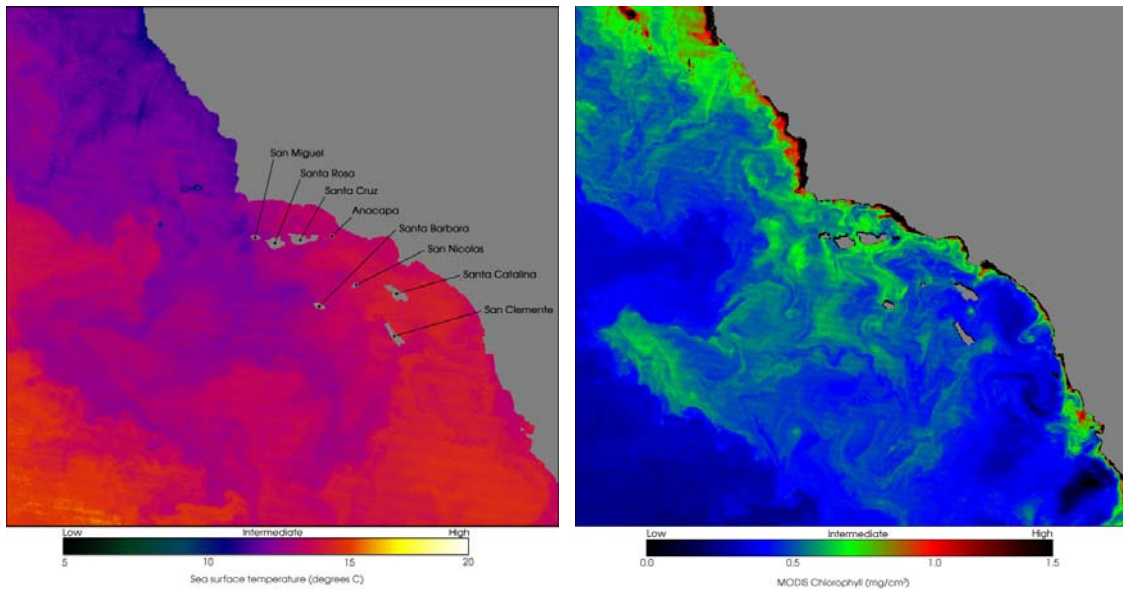 San Miguel
Santa Rosa
Santa Cruz
Anacapa
Santa Barbara
San Nicolas
Santa Catalina
San Clemente
Low Intermediate High
5 10 15 20
Sea surface temperature (degrees C)
Low Intermediate High
0.0 0.5 1.0 1.5
MODIS Chlorophyll (mg/cm³)